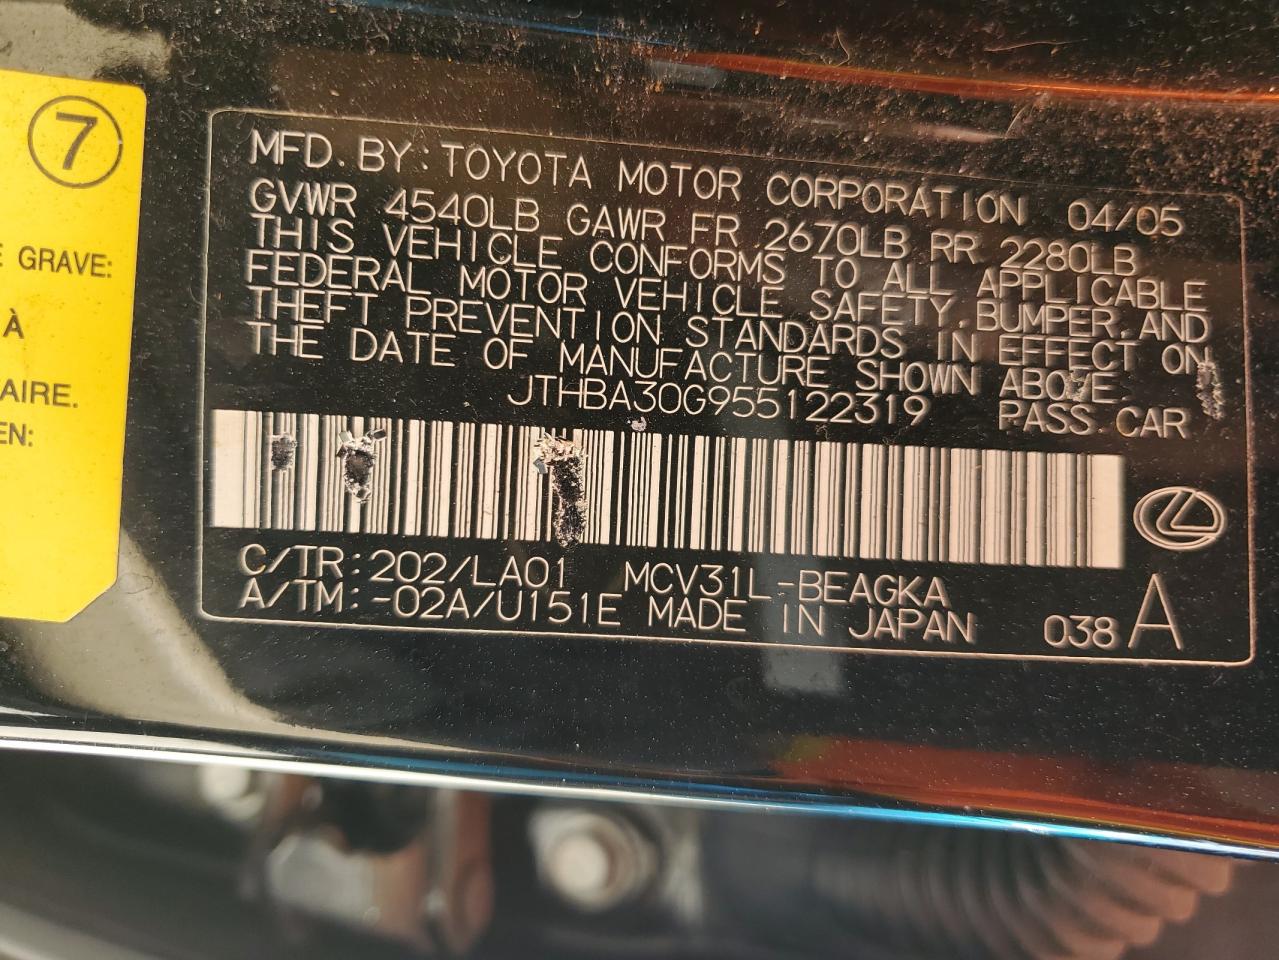 7
E GRAVE:
À
AIRE.
EN:
MFD. BY: TOYOTA MOTOR CORPORATION 04/05
GVWR 4540LB GAWR FR 2670LB RR 2280LB
THIS VEHICLE CONFORMS TO ALL APPLICABLE
FEDERAL MOTOR VEHICLE SAFETY, BUMPER, AND
THEFT PREVENTION STANDARDS IN EFFECT ON
THE DATE OF MANUFACTURE SHOWN ABOVE.
JTHBA30G955122319 PASS. CAR
C/TR:202/LA01 MCV31L-BEAGKA
A/TM:-02A/U151E MADE IN JAPAN 038 A